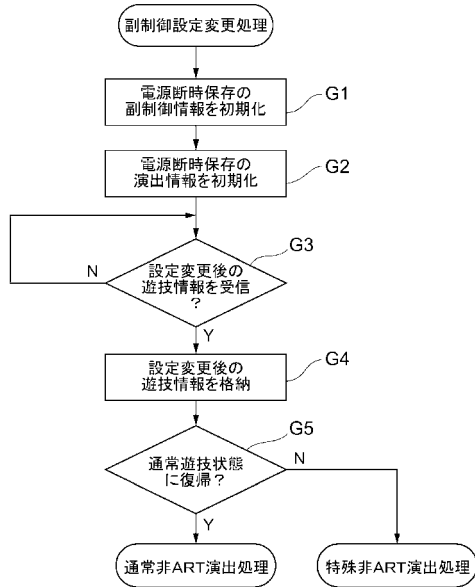 副制御設定変更処理
電源断時保存の
副制御情報を初期化
G1
電源断時保存の
演出情報を初期化
G2
設定変更後の
遊技情報を受信
?
G3
N
Y
設定変更後の
遊技情報を格納
G4
通常遊技状態
に復帰?
G5
N
Y
通常非ART演出処理
特殊非ART演出処理